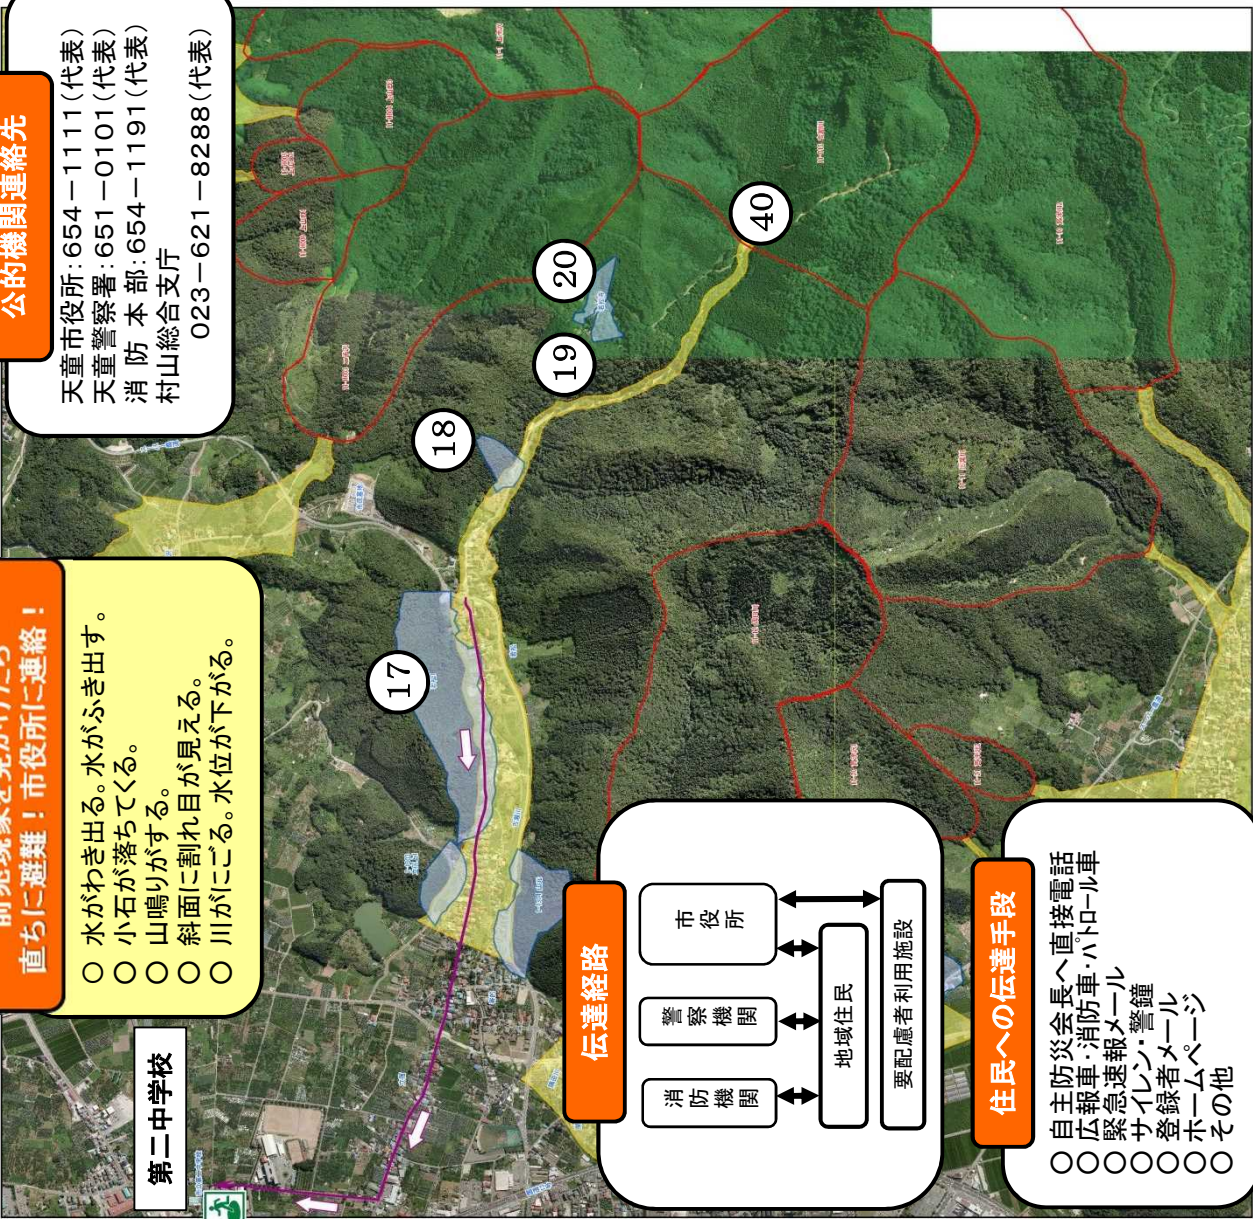 公的機関連絡先
天童市役所:654-1111(代表)
天童警察署:651-0101(代表)
消防本部:654-1191(代表)
村山総合支庁
023-621-8288(代表)
直ちに避難!市役所に連絡!
○ 水がわき出る。水がふき出す。
○ 小石が落ちてくる。
○ 山鳴りがする。
○ 斜面に割れ目が見える。
○ 川がにごる。水位が下がる。
第二中学校
17
18
19
20
40
伝達経路
消防機関
警察機関
市役所
地域住民
要配慮者利用施設
住民への伝達手段
○自主防災会長へ直接電話
○広報車・消防車・パトロール車
○緊急速報メール
○サイレン・警鐘
○登録者メール
○ホームページ
○その他